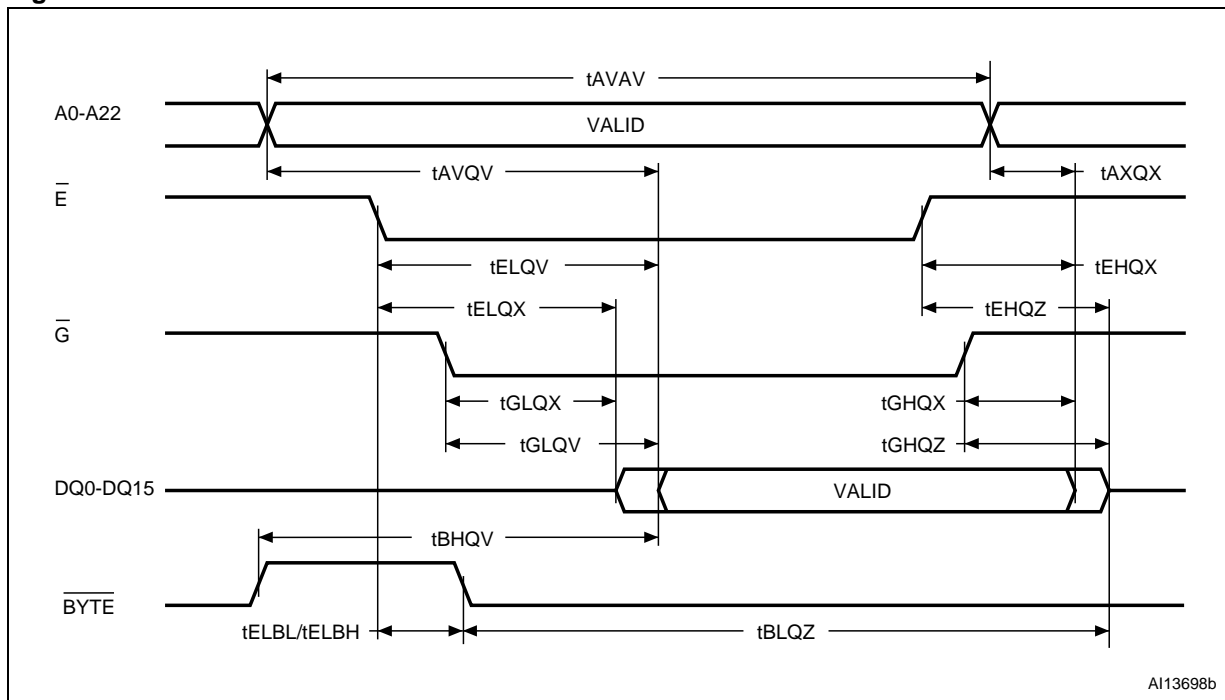 tAVAV
A0-A22
VALID
tAVQV
tAXQX
E
tELQV
tEHQX
tELQX
tEHQZ
G
tGLQX
tGHQX
tGLQV
tGHQZ
DQ0-DQ15
VALID
tBHQV
BYTE
tELBL/tELBH
tBLQZ
AI13698b